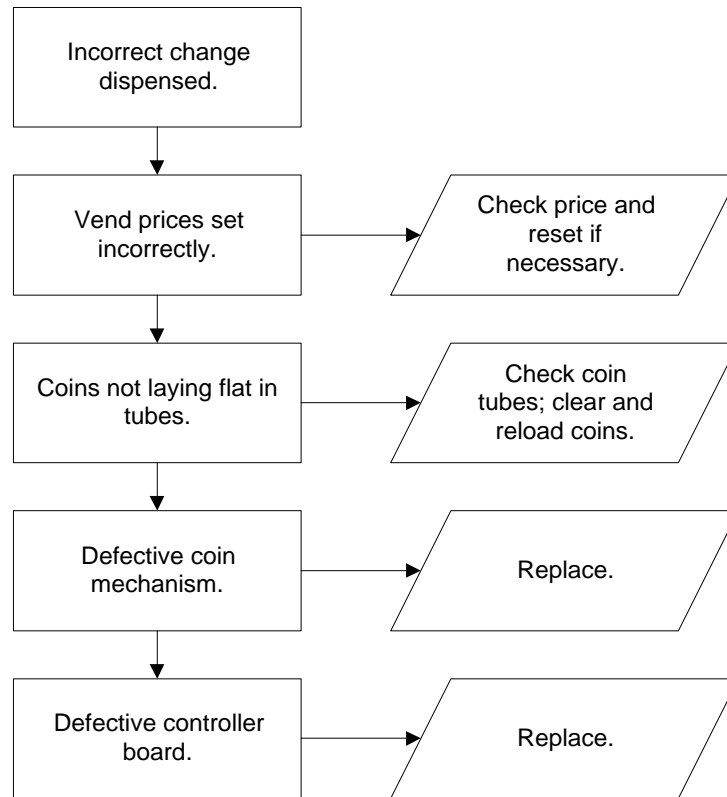 Incorrect change
dispensed.
Vend prices set
incorrectly.
Check price and
reset if
necessary.
Coins not laying flat in
tubes.
Check coin
tubes; clear and
reload coins.
Defective coin
mechanism.
Replace.
Defective controller
board.
Replace.